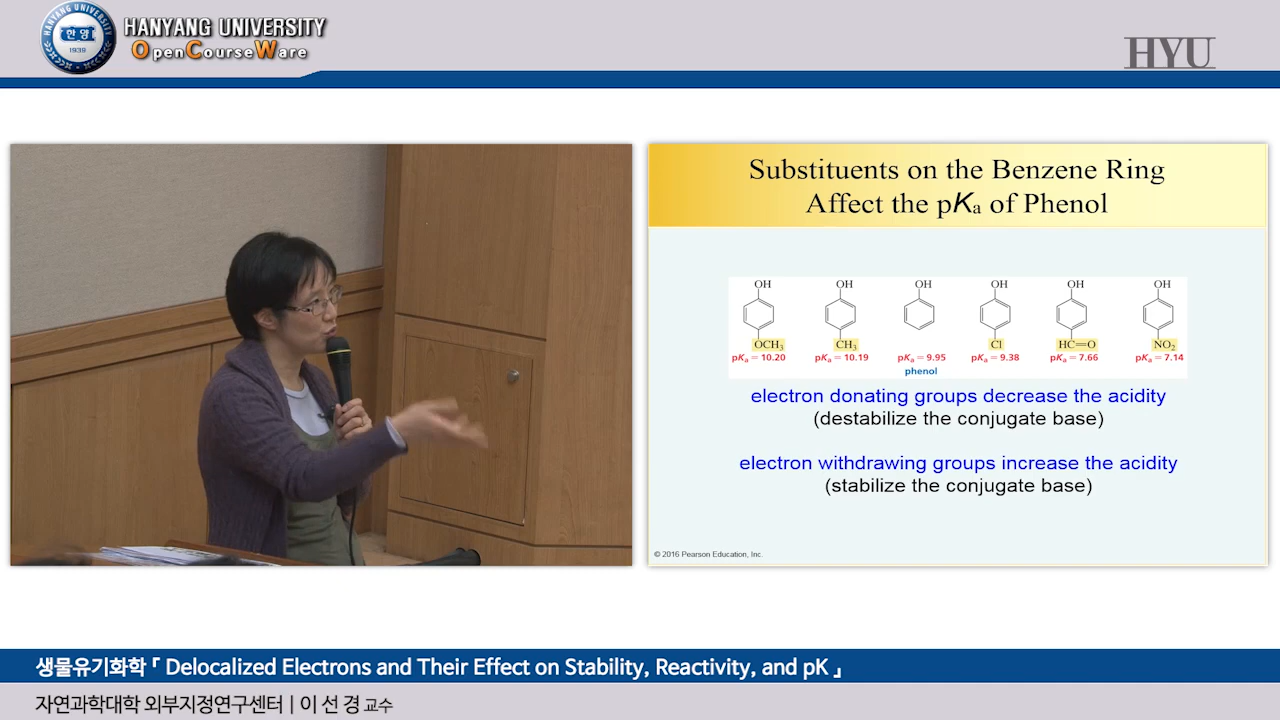 HANYANG UNIVERSITY
OpenCourseWare
한양
1939
HYU
Substituents on the Benzene Ring
Affect the pKa of Phenol
OH OH OH OH OH OH
OCH3 CH3 Cl HC=O NO2
pKa = 10.20 pKa = 10.19 pKa = 9.95 pKa = 9.38 pKa = 7.66 pKa = 7.14
phenol
electron donating groups decrease the acidity
(destabilize the conjugate base)
electron withdrawing groups increase the acidity
(stabilize the conjugate base)
© 2016 Pearson Education, Inc.
생물유기화학「 Delocalized Electrons and Their Effect on Stability, Reactivity, and pK 」
자연과학대학 외부지정연구센터 | 이 선 경 교수